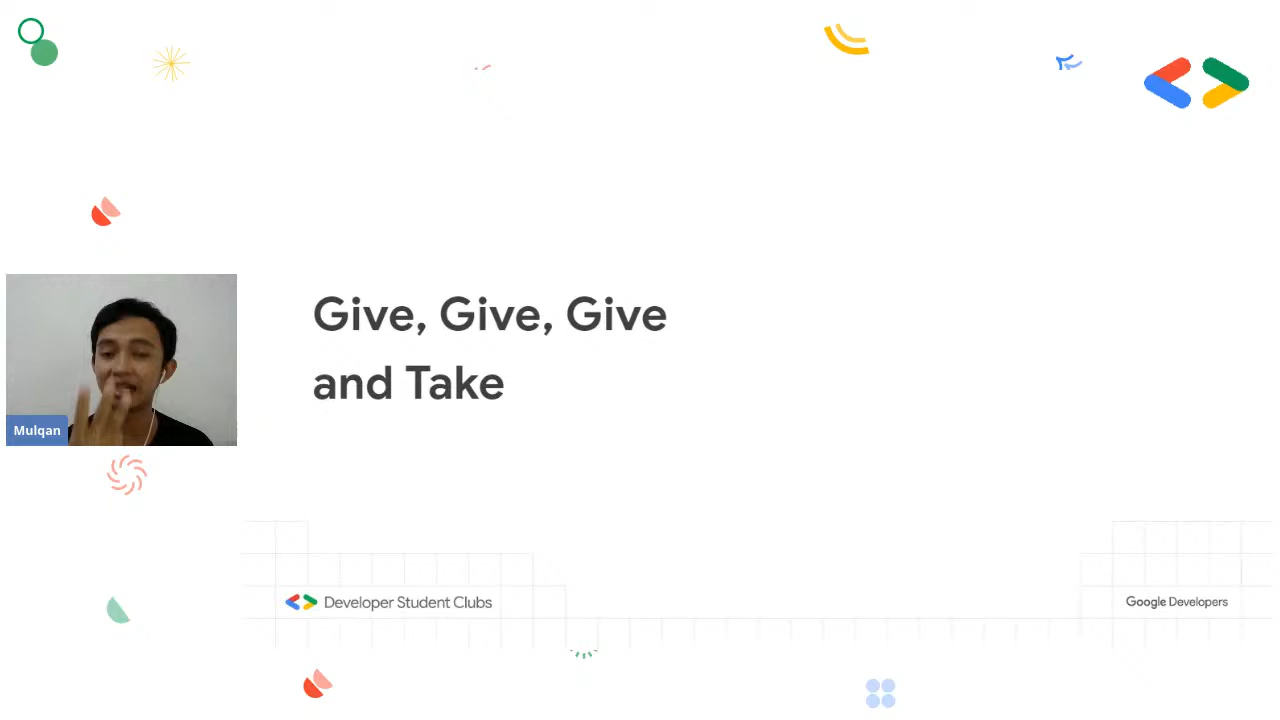 Give, Give, Give
and Take
Mulqan
Developer Student Clubs
Google Developers